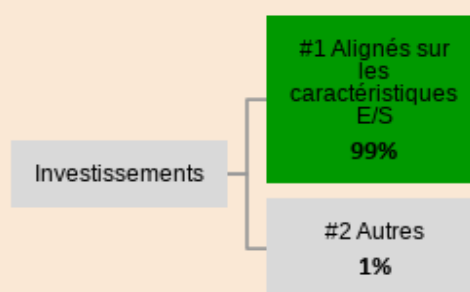 #1 Alignés sur
les
caractéristiques
E/S
99%
Investissements
#2 Autres
1%